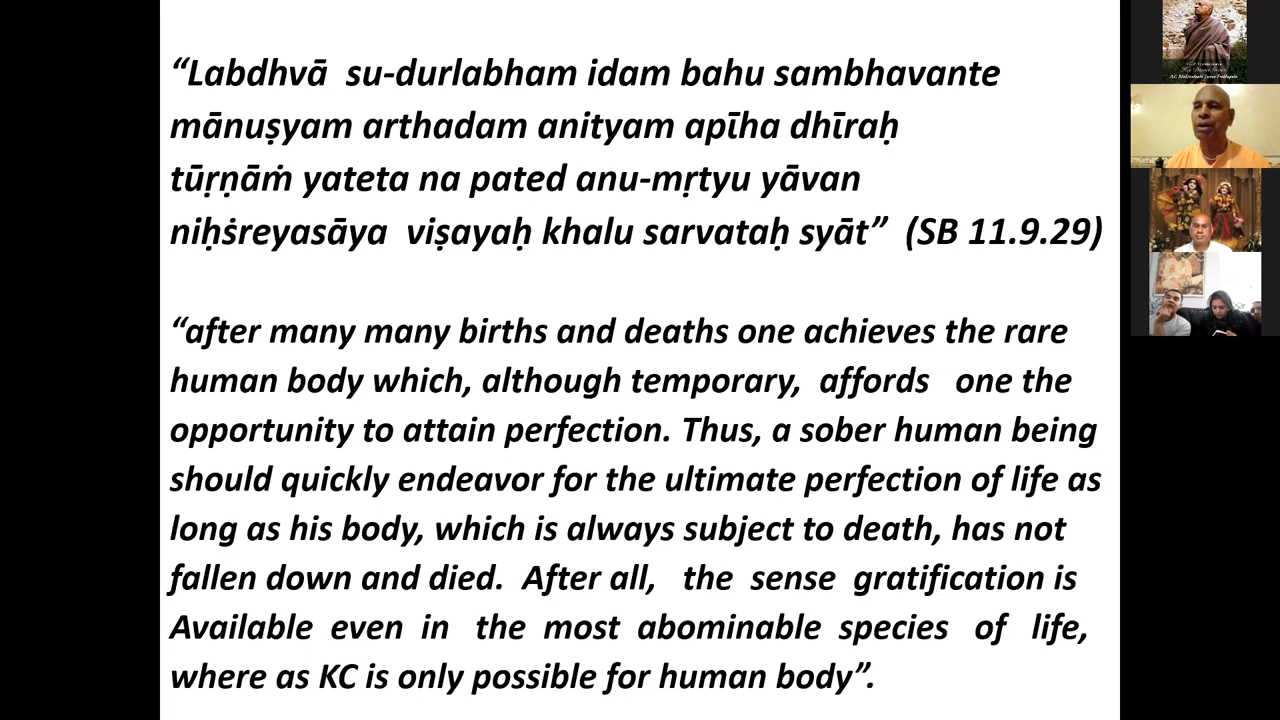 “Labdhvā su-durlabham idam bahu sambhavante
mānuṣyam arthadam anityam apīha dhīraḥ
tūṛṇāṁ yateta na pated anu-mṛtyu yāvan
niḥṡreyasāya viṣayaḥ khalu sarvataḥ syāt” (SB 11.9.29)
“after many many births and deaths one achieves the rare
human body which, although temporary, affords one the
opportunity to attain perfection. Thus, a sober human being
should quickly endeavor for the ultimate perfection of life as
long as his body, which is always subject to death, has not
fallen down and died. After all, the sense gratification is
Available even in the most abominable species of life,
where as KC is only possible for human body”.